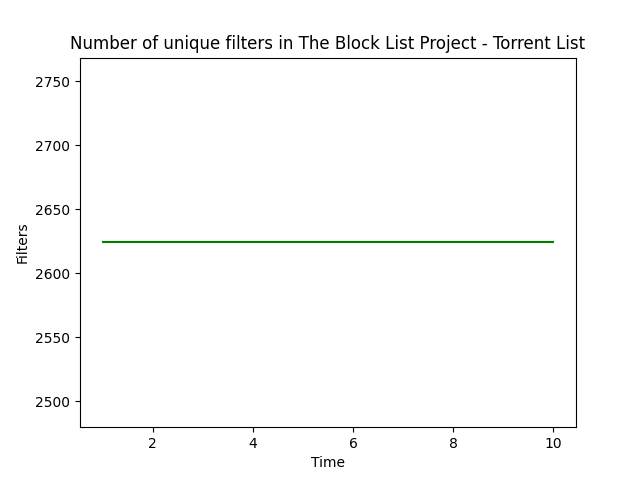 Number of unique filters in The Block List Project - Torrent List
2750
2700
2650
2600
2550
2500
Filters
2 4 6 8 10
Time